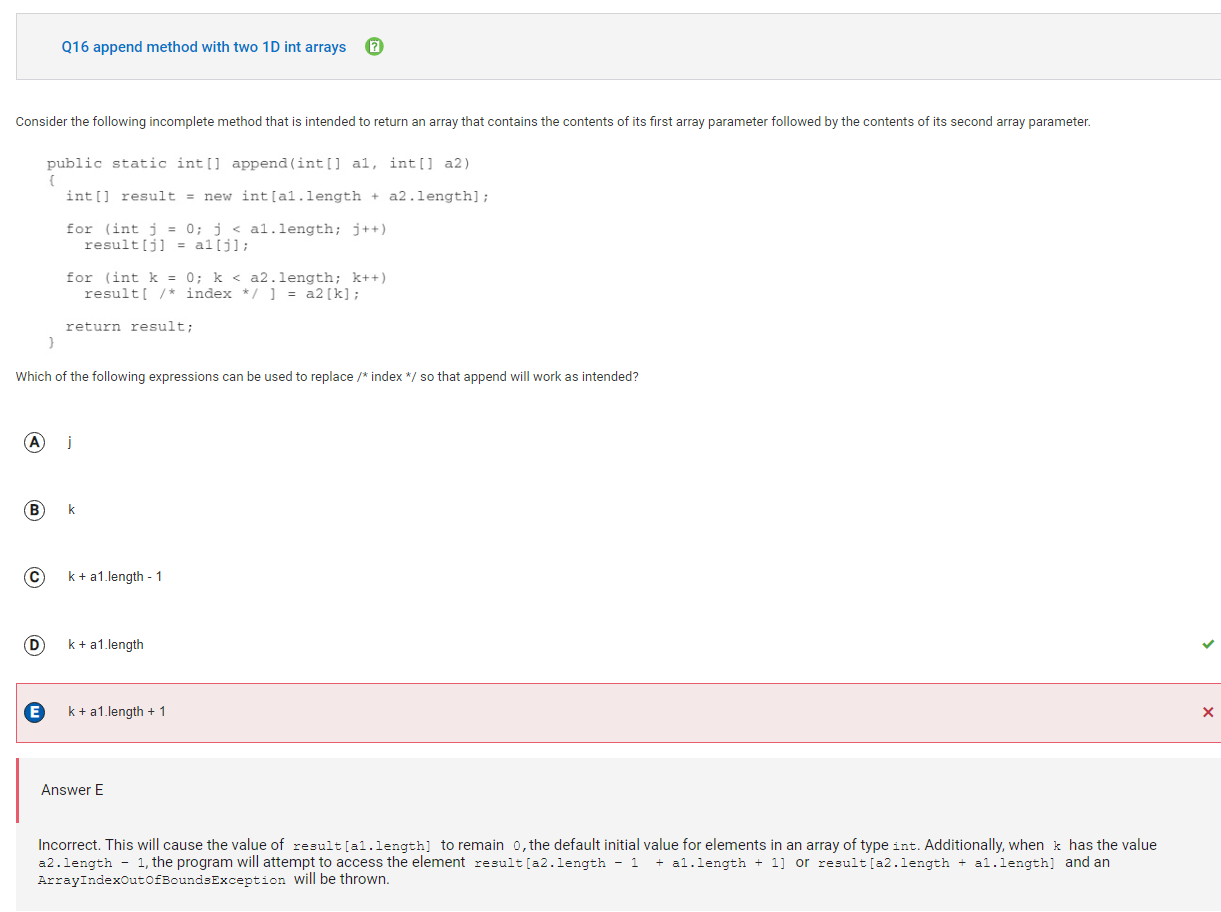 Q16 append method with two 1D int arrays
Consider the following incomplete method that is intended to return an array that contains the contents of its first array parameter followed by the contents of its second array parameter.
public static int[] append(int[] a1, int[] a2)
{
  int[] result = new int[a1.length + a2.length];
  for (int j = 0; j < a1.length; j++)
    result[j] = a1[j];
  for (int k = 0; k < a2.length; k++)
    result[ /* index */ ] = a2[k];
  return result;
}
Which of the following expressions can be used to replace /* index */ so that append will work as intended?
A j
B k
C k + a1.length - 1
D k + a1.length
E k + a1.length + 1
Answer E
Incorrect. This will cause the value of result[a1.length] to remain 0, the default initial value for elements in an array of type int. Additionally, when k has the value
a2.length - 1, the program will attempt to access the element result[a2.length - 1 + a1.length + 1] or result[a2.length + a1.length] and an
ArrayIndexOutOfBoundsException will be thrown.